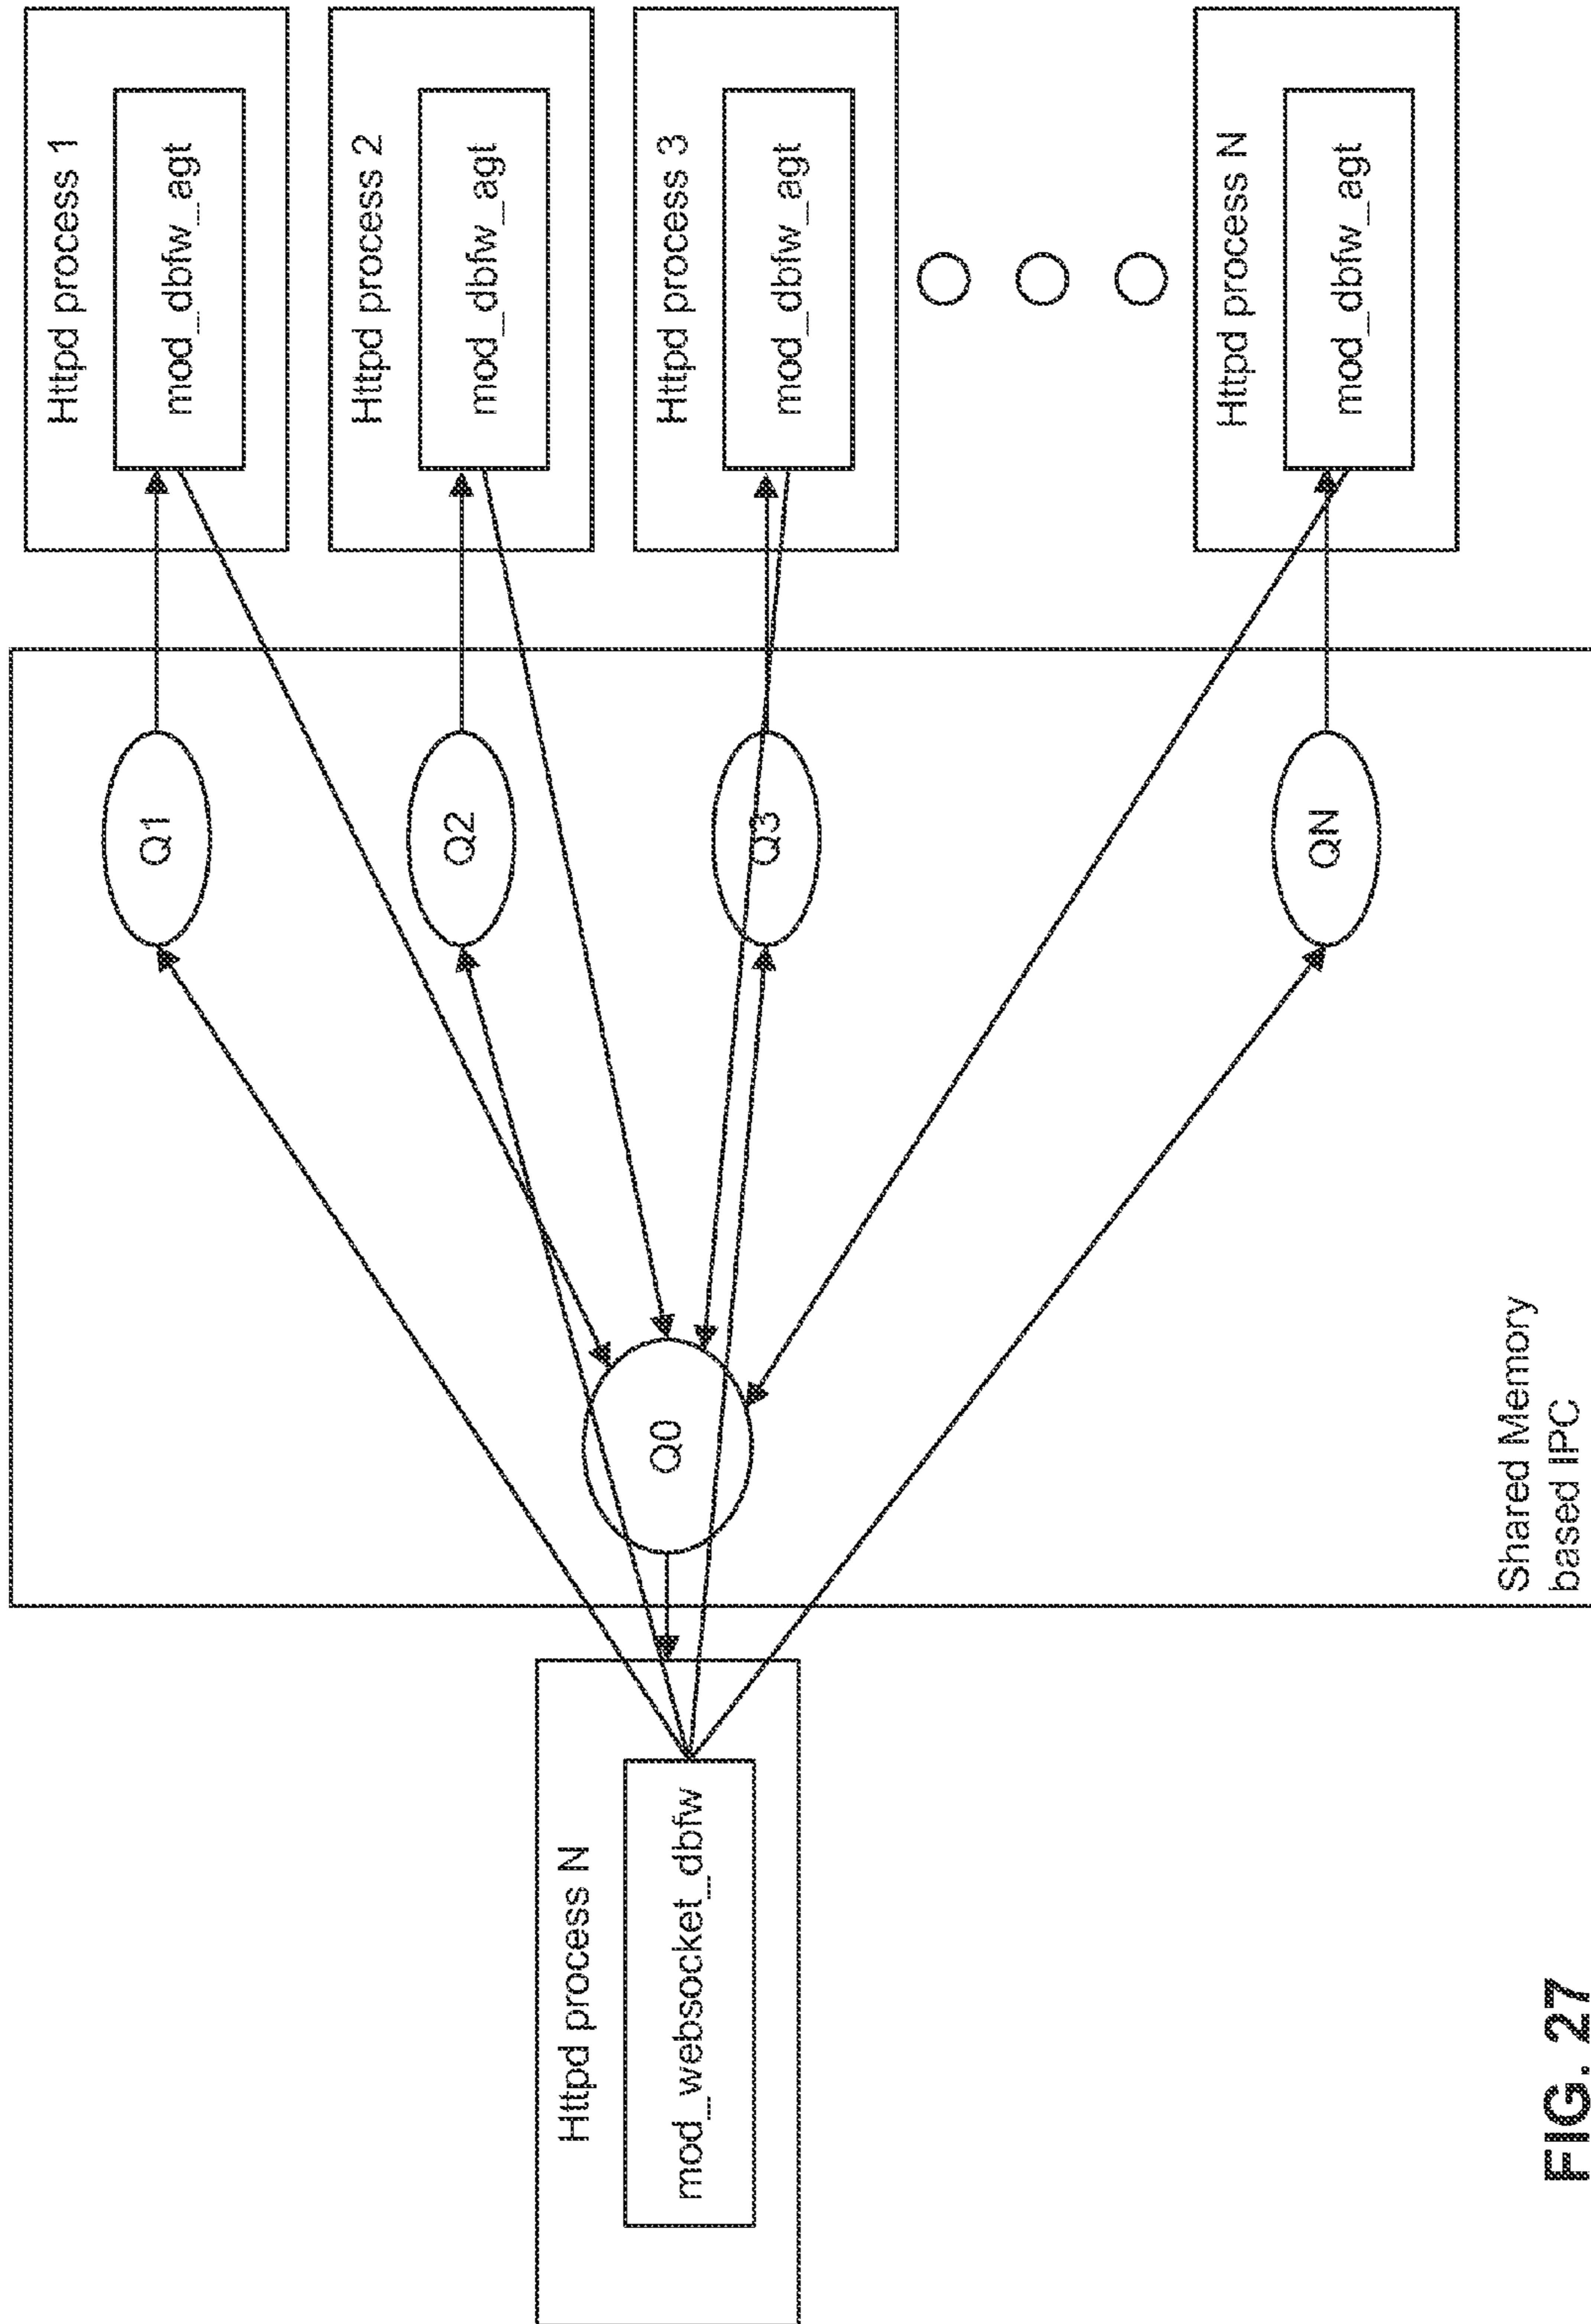 Httpd process N
mod_websocket_dbfw
Q0
Q1
Q2
Q3
QN
Httpd process 1
mod_dbfw_agt
Httpd process 2
mod_dbfw_agt
Httpd process 3
mod_dbfw_agt
Httpd process N
mod_dbfw_agt
Shared Memory
based IPC
FIG. 27